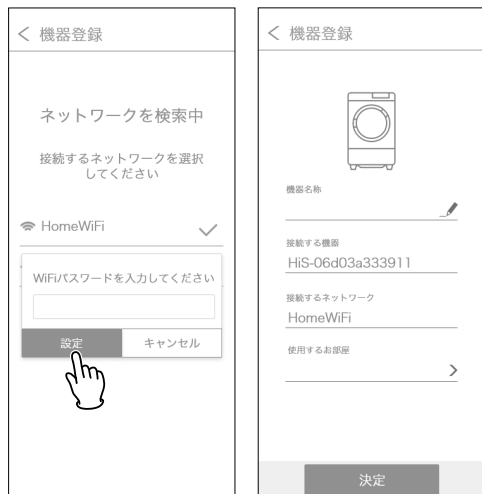 機器登録
ネットワークを検索中
接続するネットワークを選択
してください
HomeWiFi
WiFiパスワードを入力してください
設定
キャンセル
機器登録
機器名称
接続する機器
HiS-06d03a333911
接続するネットワーク
HomeWiFi
使用するお部屋
決定